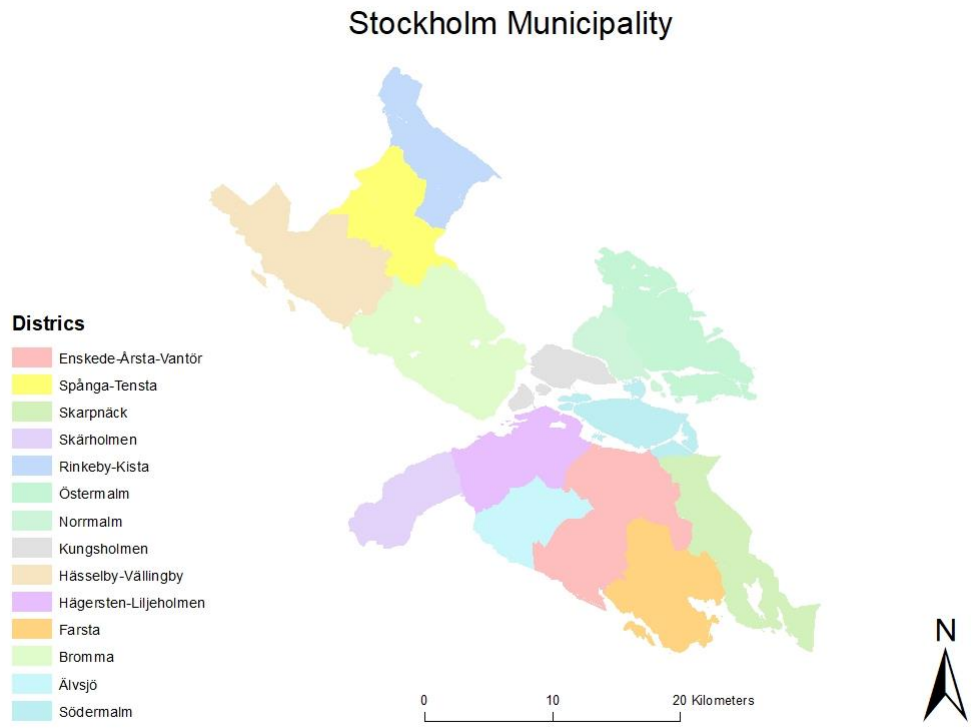 Stockholm Municipality
Districs
Enskede-Årsta-Vantör
Spånga-Tensta
Skarpnäck
Skärholmen
Rinkeby-Kista
Östermalm
Norrmalm
Kungsholmen
Hässelby-Vällingby
Hägersten-Liljeholmen
Farsta
Bromma
Älvsjö
Södermalm
0 10 20 Kilometers
N